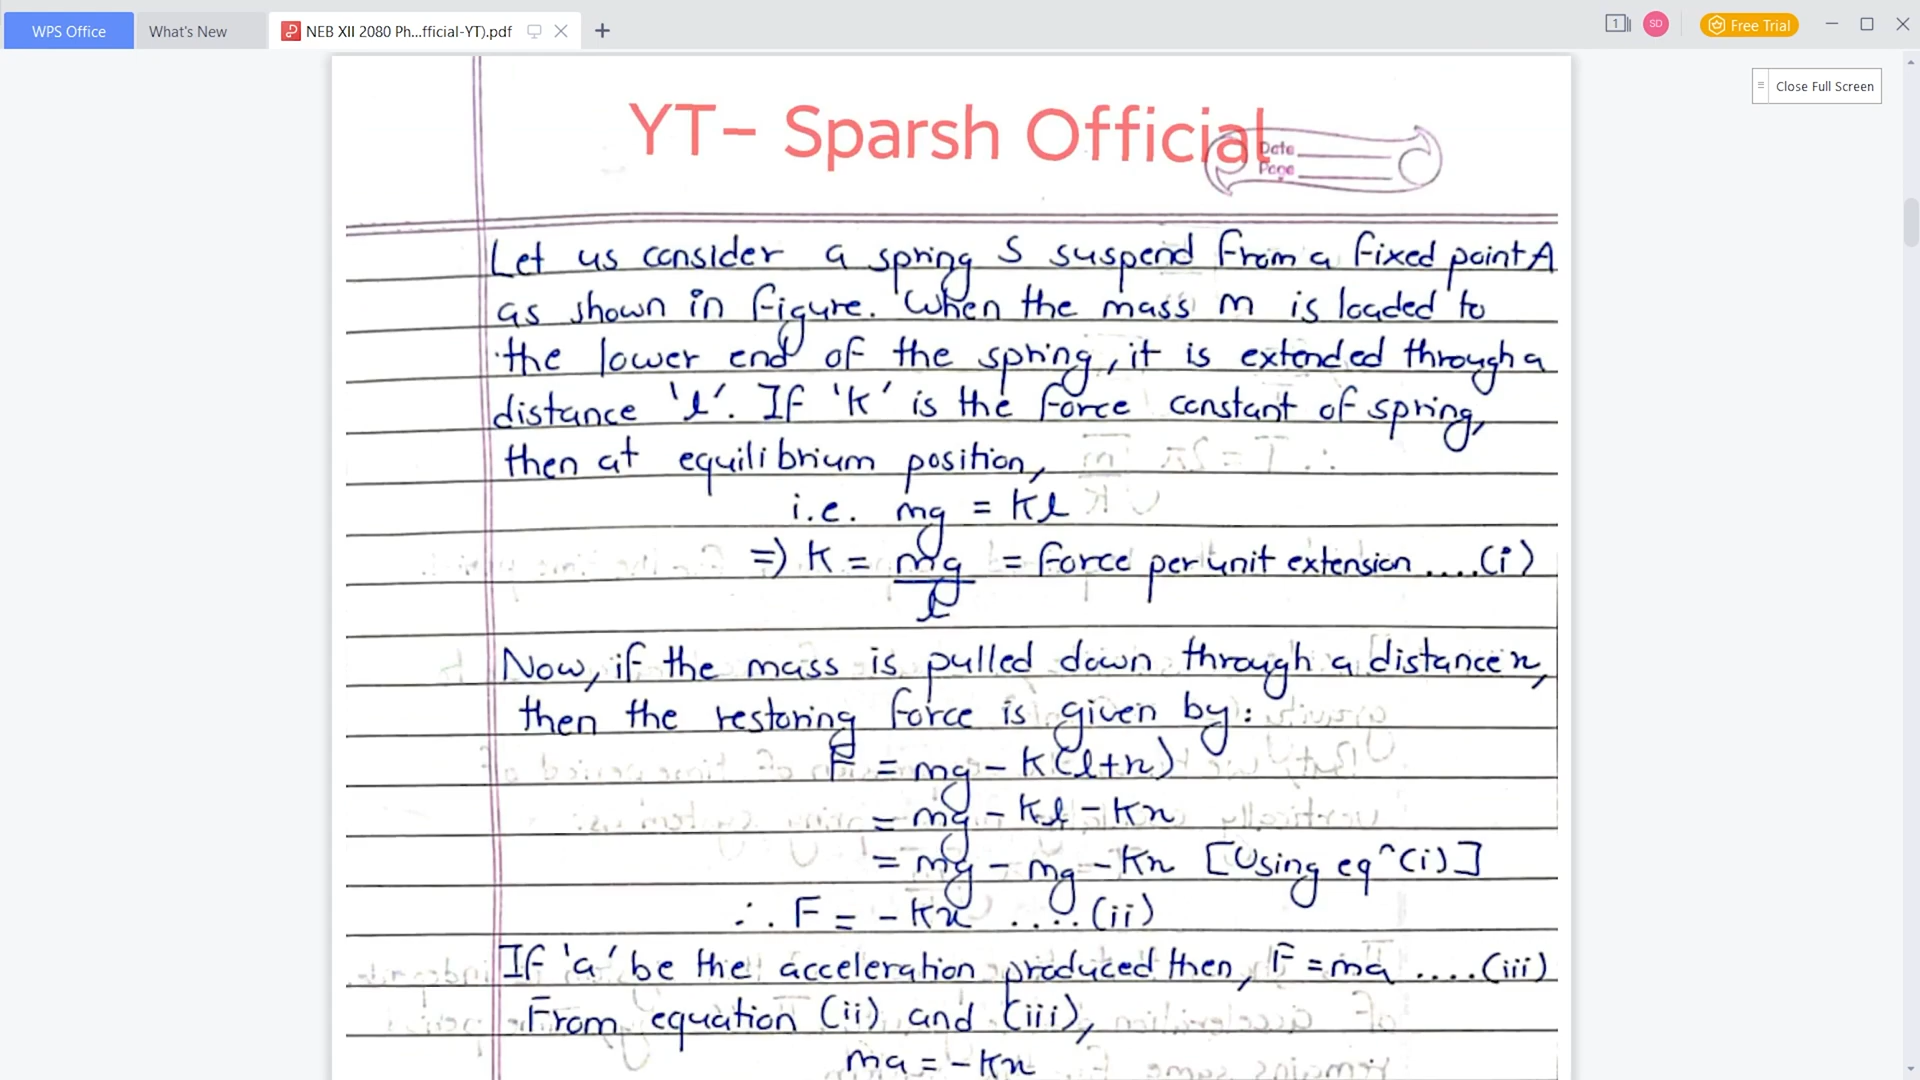 WPS Office
What's New
NEB XII 2080 Ph...fficial-YT).pdf
1
SD
Free Trial
Close Full Screen
YT- Sparsh Official
Date
Page
Let us consider a spring S suspend from a fixed point A
as shown in figure. When the mass m is loaded to
the lower end of the spring, it is extended through a
distance 'l'. If 'K' is the force constant of spring,
then at equilibrium position,
i.e. mg = Kl
=) K = mg/l = force per unit extension ....(i)
Now, if the mass is pulled down through a distance x,
then the restoring force is given by:
F = mg - K(l+x)
= mg - Kl - Kx
= mg - mg - Kx [Using eq^(i)]
∴ F = -Kx ....(ii)
If 'a' be the acceleration produced then, F = ma ....(iii)
From equation (ii) and (iii),
ma = -Kx